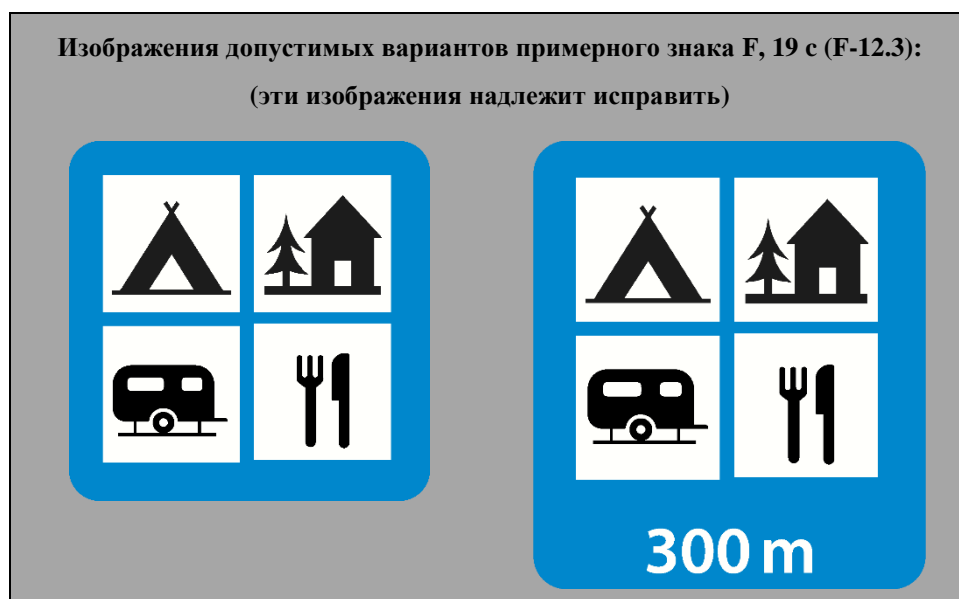 Изображения допустимых вариантов примерного знака F, 19 c (F-12.3):
(эти изображения надлежит исправить)
300 m